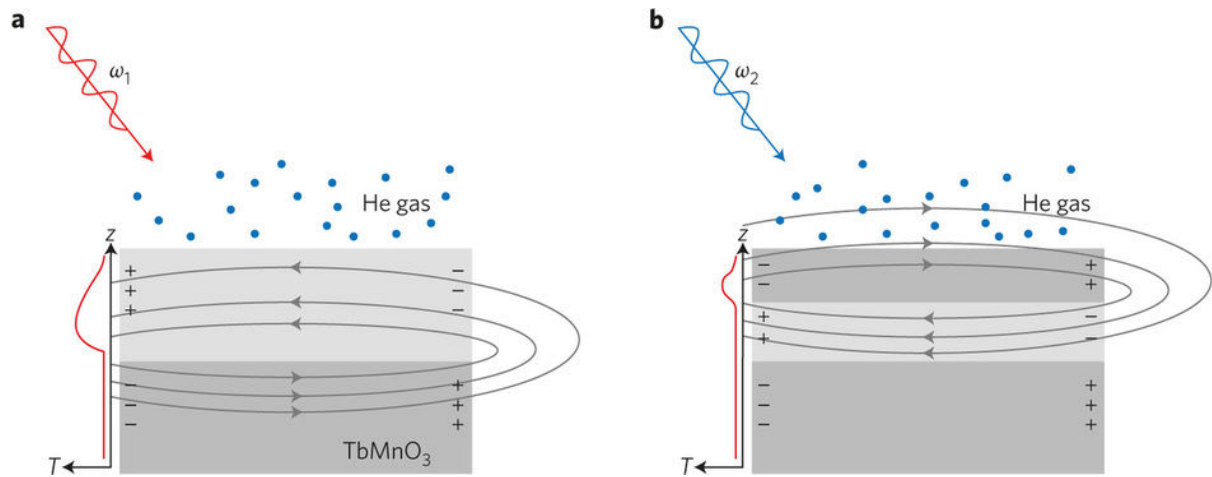 a
ω₁
He gas
z
+ −
+
+ −
− +
− +
− +
TbMnO₃
T
b
ω₂
He gas
z
− +
− +
+ −
+ −
− +
− +
− +
T